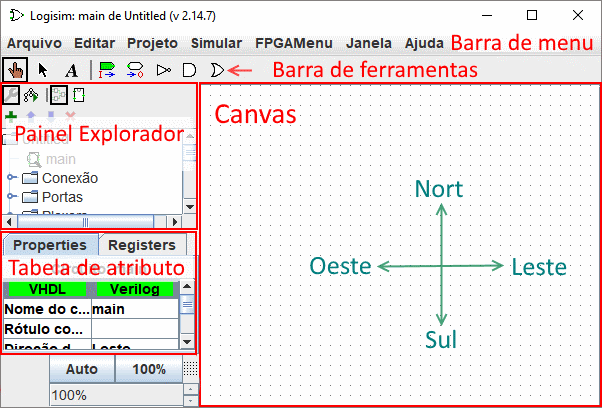 Logisim: main de Untitled (v 2.14.7)
Arquivo Editar Projeto Simular FPGAMenu Janela Ajuda Barra de menu
A Barra de ferramentas
Painel Explorador
main
Conexão
Portas
Canvas
Nort
Oeste Leste
Sul
Properties Registers
Tabela de atributo
VHDL Verilog
Nome do c... main
Rótulo co...
Direção d... Leste
Auto 100%
100%